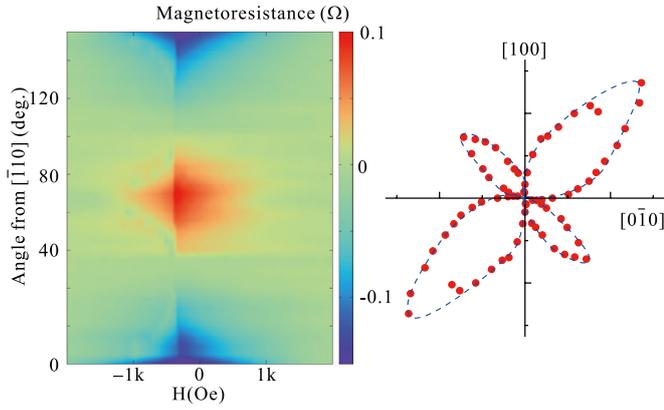 Magnetoresistance (Ω)
Angle from [1̄10] (deg.)
120
80
40
0
−1k
0
1k
H(Oe)
0.1
0
-0.1
[100]
[01̄0]